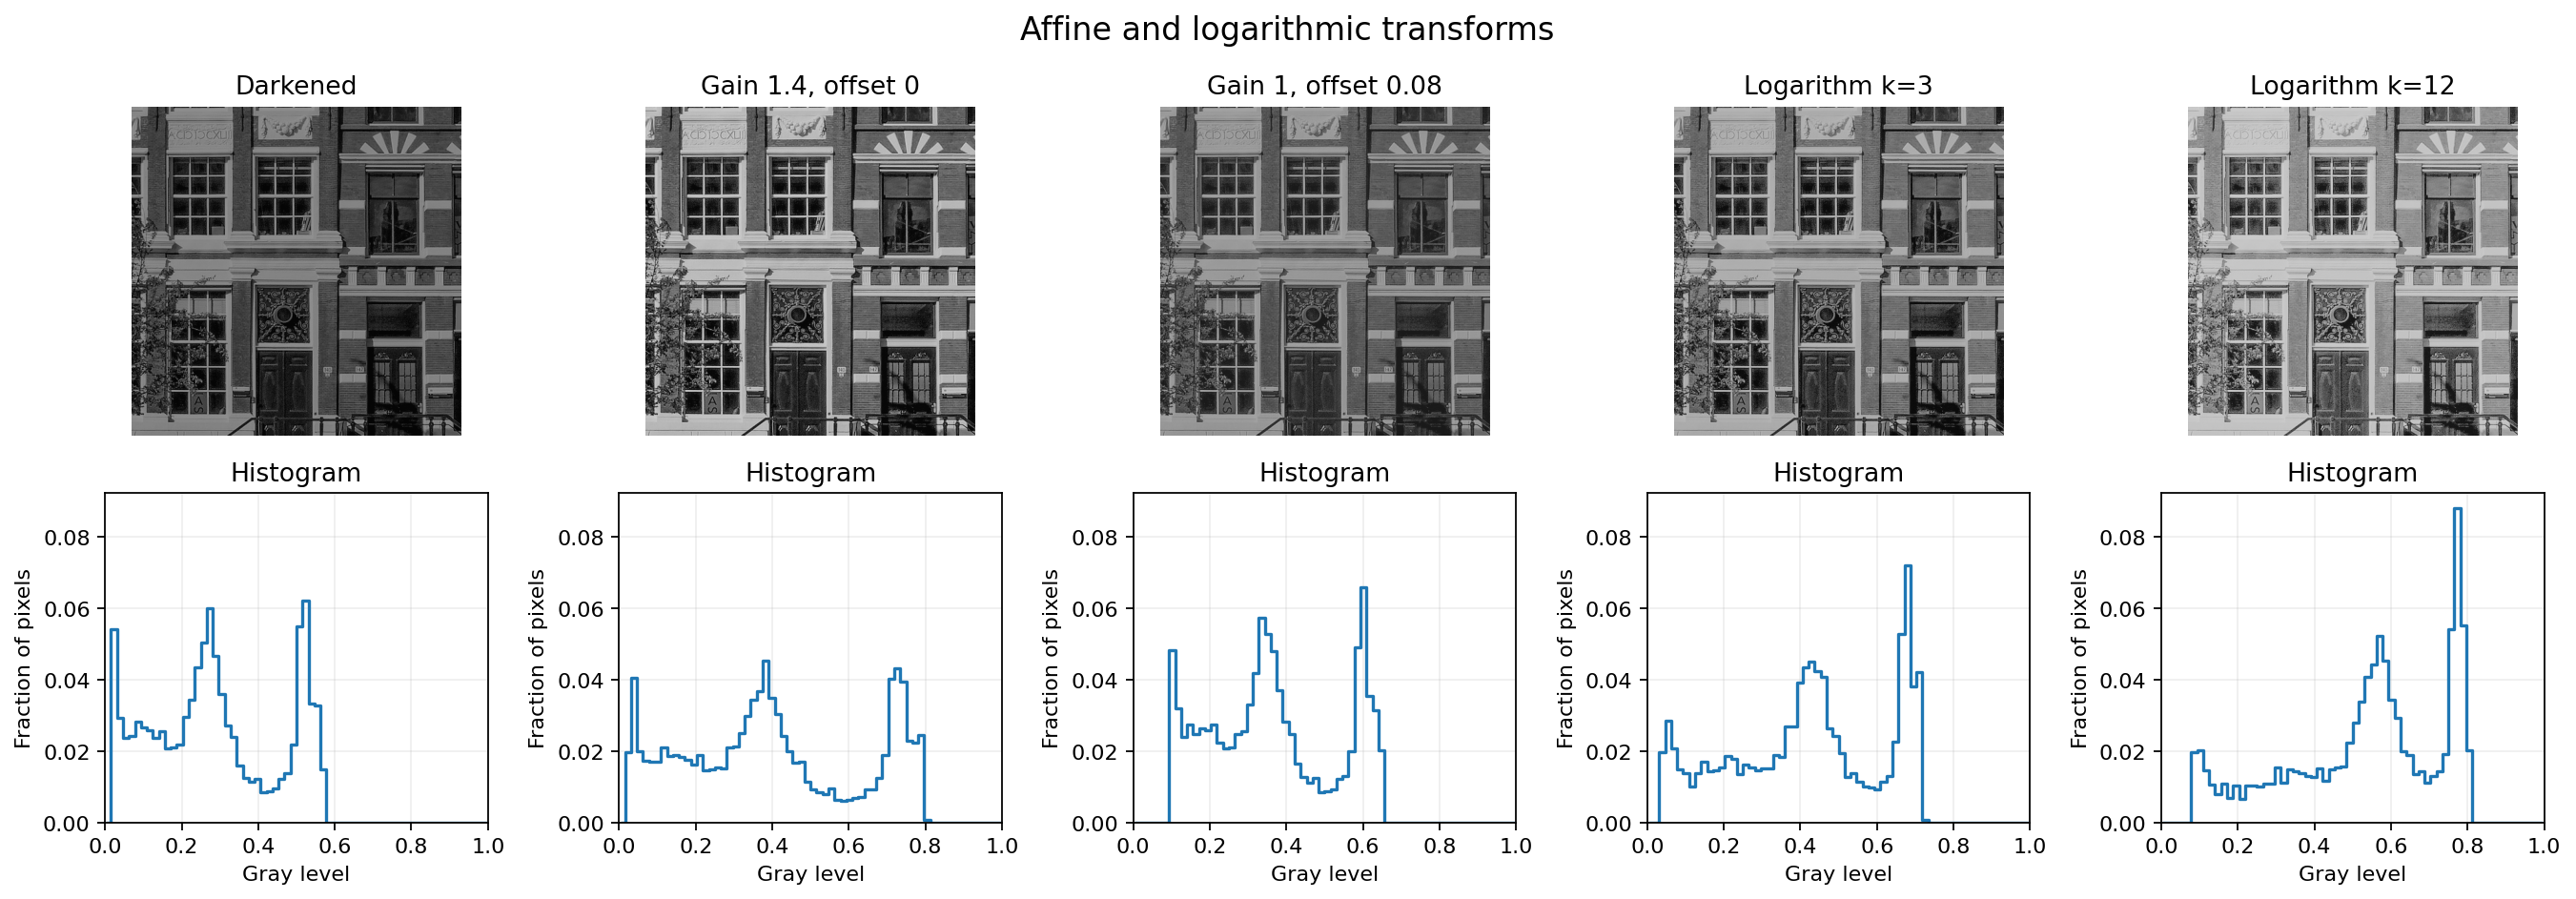 Affine and logarithmic transforms
Darkened
Gain 1.4, offset 0
Gain 1, offset 0.08
Logarithm k=3
Logarithm k=12
Histogram
Fraction of pixels
0.08
0.06
0.04
0.02
0.00
0.0 0.2 0.4 0.6 0.8 1.0
Gray level
Histogram
Fraction of pixels
0.08
0.06
0.04
0.02
0.00
0.0 0.2 0.4 0.6 0.8 1.0
Gray level
Histogram
Fraction of pixels
0.08
0.06
0.04
0.02
0.00
0.0 0.2 0.4 0.6 0.8 1.0
Gray level
Histogram
Fraction of pixels
0.08
0.06
0.04
0.02
0.00
0.0 0.2 0.4 0.6 0.8 1.0
Gray level
Histogram
Fraction of pixels
0.08
0.06
0.04
0.02
0.00
0.0 0.2 0.4 0.6 0.8 1.0
Gray level